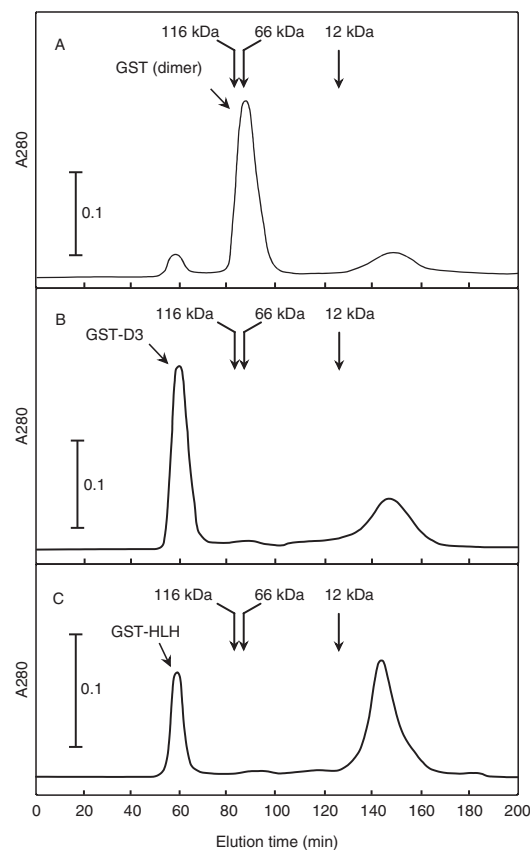 A
116 kDa 66 kDa 12 kDa
GST (dimer)
A280
0.1
B
116 kDa 66 kDa 12 kDa
GST-D3
A280
0.1
C
116 kDa 66 kDa 12 kDa
GST-HLH
A280
0.1
0 20 40 60 80 100 120 140 160 180 200
Elution time (min)